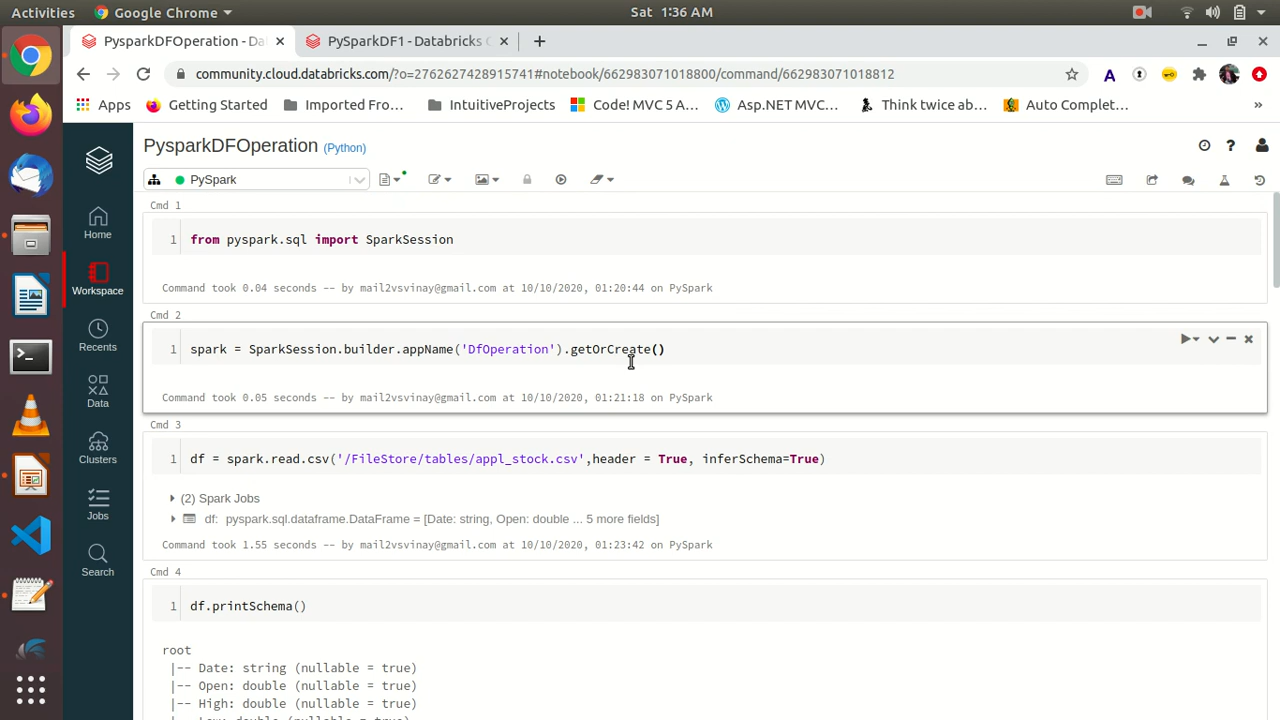 Activities Google Chrome Sat 1:36 AM
PysparkDFOperation - Da PySparkDF1 - Databricks C
community.cloud.databricks.com/?o=2762627428915741#notebook/662983071018800/command/662983071018812
Apps Getting Started Imported Fro... IntuitiveProjects Code! MVC 5 A... Asp.NET MVC... Think twice ab... Auto Complet... »
PysparkDFOperation (Python)
PySpark
Home
Workspace
Recents
Data
Clusters
Jobs
Search
Cmd 1
1 from pyspark.sql import SparkSession
Command took 0.04 seconds -- by mail2vsvinay@gmail.com at 10/10/2020, 01:20:44 on PySpark
Cmd 2
1 spark = SparkSession.builder.appName('DfOperation').getOrCreate()
Command took 0.05 seconds -- by mail2vsvinay@gmail.com at 10/10/2020, 01:21:18 on PySpark
Cmd 3
1 df = spark.read.csv('/FileStore/tables/appl_stock.csv',header = True, inferSchema=True)
(2) Spark Jobs
df: pyspark.sql.dataframe.DataFrame = [Date: string, Open: double ... 5 more fields]
Command took 1.55 seconds -- by mail2vsvinay@gmail.com at 10/10/2020, 01:23:42 on PySpark
Cmd 4
1 df.printSchema()
root
|-- Date: string (nullable = true)
|-- Open: double (nullable = true)
|-- High: double (nullable = true)